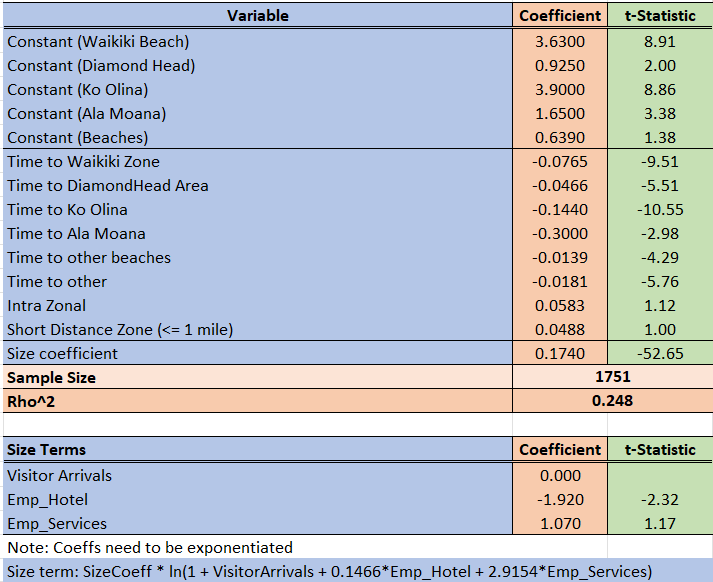 Variable Coefficient t-Statistic
Constant (Waikiki Beach) 3.6300 8.91
Constant (Diamond Head) 0.9250 2.00
Constant (Ko Olina) 3.9000 8.86
Constant (Ala Moana) 1.6500 3.38
Constant (Beaches) 0.6390 1.38
Time to Waikiki Zone -0.0765 -9.51
Time to DiamondHead Area -0.0466 -5.51
Time to Ko Olina -0.1440 -10.55
Time to Ala Moana -0.3000 -2.98
Time to other beaches -0.0139 -4.29
Time to other -0.0181 -5.76
Intra Zonal 0.0583 1.12
Short Distance Zone (<= 1 mile) 0.0488 1.00
Size coefficient 0.1740 -52.65
Sample Size 1751
Rho^2 0.248
Size Terms Coefficient t-Statistic
Visitor Arrivals 0.000
Emp_Hotel -1.920 -2.32
Emp_Services 1.070 1.17
Note: Coeffs need to be exponentiated
Size term: SizeCoeff * ln(1 + VisitorArrivals + 0.1466*Emp_Hotel + 2.9154*Emp_Services)